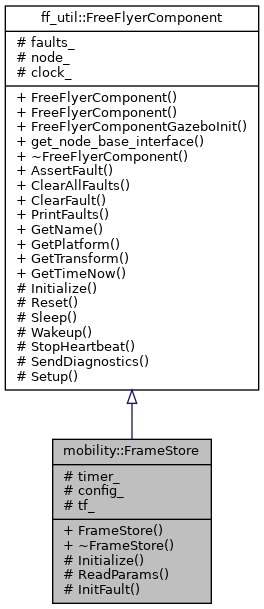 ff_util::FreeFlyerComponent
# faults_
# node_
# clock_
+ FreeFlyerComponent()
+ FreeFlyerComponent()
+ FreeFlyerComponentGazeboInit()
+ get_node_base_interface()
+ ~FreeFlyerComponent()
+ AssertFault()
+ ClearAllFaults()
+ ClearFault()
+ PrintFaults()
+ GetName()
+ GetPlatform()
+ GetTransform()
+ GetTimeNow()
# Initialize()
# Reset()
# Sleep()
# Wakeup()
# StopHeartbeat()
# SendDiagnostics()
# Setup()
mobility::FrameStore
# timer_
# config_
# tf_
+ FrameStore()
+ ~FrameStore()
# Initialize()
# ReadParams()
# InitFault()